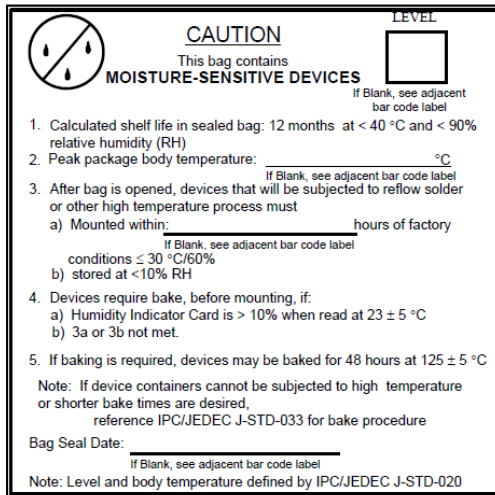 LEVEL
CAUTION
This bag contains
MOISTURE-SENSITIVE DEVICES
If Blank, see adjacent
bar code label
1. Calculated shelf life in sealed bag: 12 months at < 40 °C and < 90%
relative humidity (RH)
2. Peak package body temperature: °C
If Blank, see adjacent bar code label
3. After bag is opened, devices that will be subjected to reflow solder
or other high temperature process must
a) Mounted within: hours of factory
If Blank, see adjacent bar code label
conditions ≤ 30 °C/60%
b) stored at <10% RH
4. Devices require bake, before mounting, if:
a) Humidity Indicator Card is > 10% when read at 23 ± 5 °C
b) 3a or 3b not met.
5. If baking is required, devices may be baked for 48 hours at 125 ± 5 °C
Note: If device containers cannot be subjected to high temperature
or shorter bake times are desired,
reference IPC/JEDEC J-STD-033 for bake procedure
Bag Seal Date:
If Blank, see adjacent bar code label
Note: Level and body temperature defined by IPC/JEDEC J-STD-020